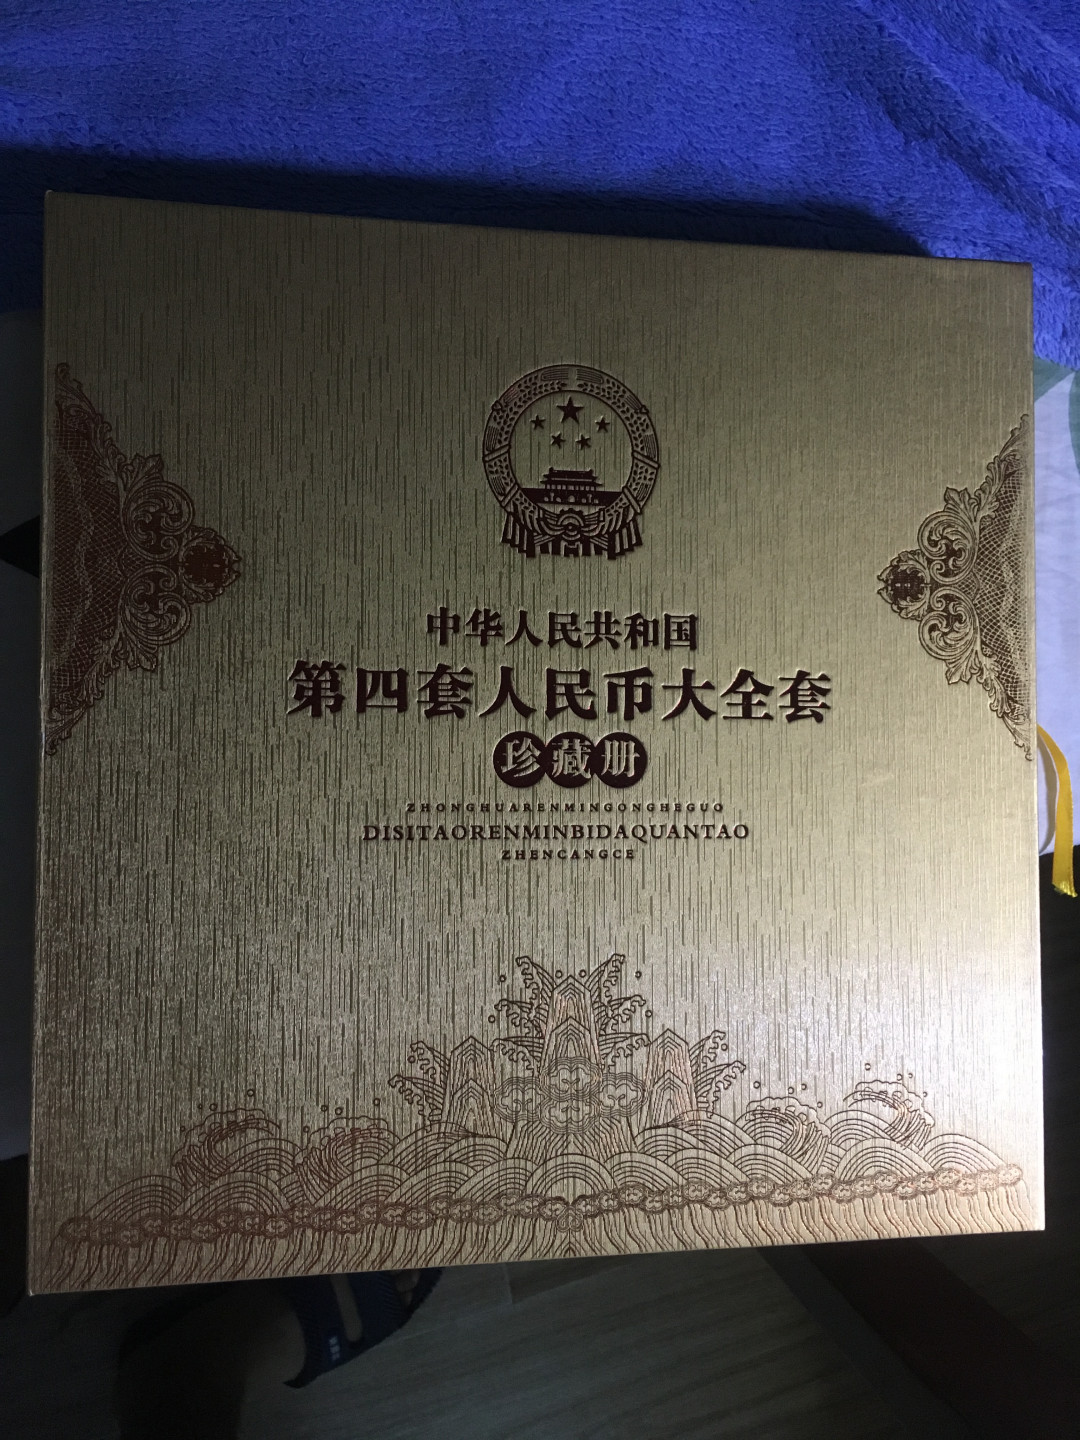 中华人民共和国
第四套人民币大全套
珍藏册
ZHONGHUARENMINGONGHEGUO
DISITAORENMINBIDAQUANTAO
ZHENCANGCE